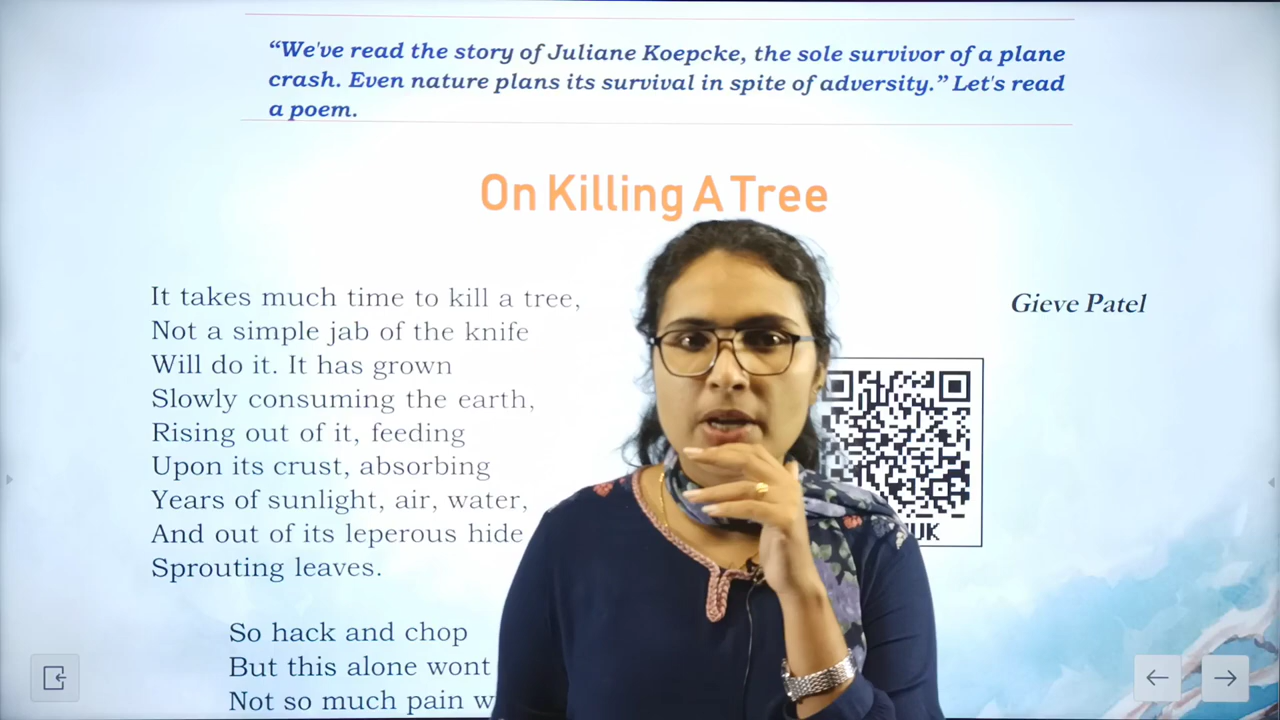 “We've read the story of Juliane Koepcke, the sole survivor of a plane
crash. Even nature plans its survival in spite of adversity.” Let's read
a poem.
On Killing A Tree
Gieve Patel
It takes much time to kill a tree,
Not a simple jab of the knife
Will do it. It has grown
Slowly consuming the earth,
Rising out of it, feeding
Upon its crust, absorbing
Years of sunlight, air, water,
And out of its leperous hide
Sprouting leaves.
So hack and chop
But this alone wont
Not so much pain